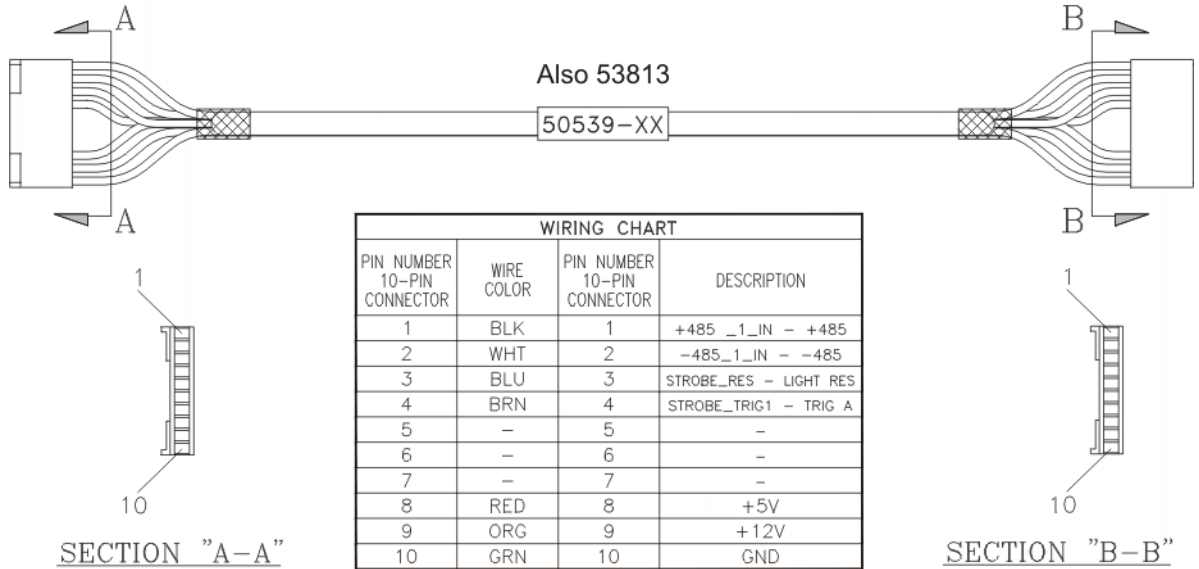 A
B
Also 53813
50539-XX
A
B
WIRING CHART
PIN NUMBER 10-PIN CONNECTOR WIRE COLOR PIN NUMBER 10-PIN CONNECTOR DESCRIPTION
1 BLK 1 +485 _1_IN - +485
2 WHT 2 -485_1_IN - -485
3 BLU 3 STROBE_RES - LIGHT RES
4 BRN 4 STROBE_TRIG1 - TRIG A
5 - 5 -
6 - 6 -
7 - 7 -
8 RED 8 +5V
9 ORG 9 +12V
10 GRN 10 GND
1
10
SECTION "A-A"
1
10
SECTION "B-B"